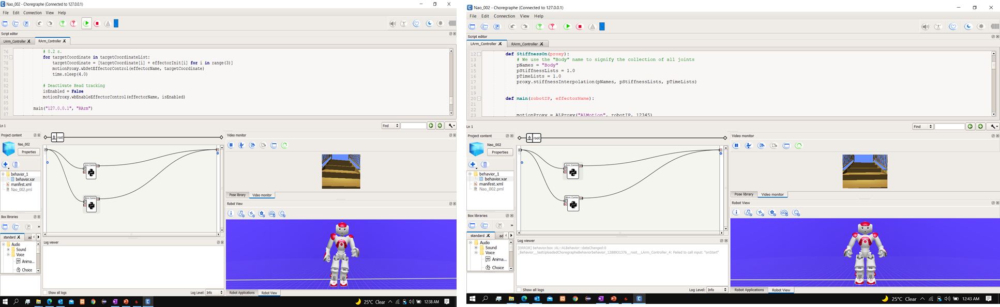 Nao_002 - Choregraphe (Connected to 127.0.0.1)
File Edit Connection View Help
Script editor
LArm_Controller X RArm_Controller X
76 # 0.2 s.
77 for targetCoordinate in targetCoordinateList:
78 targetCoordinate = [targetCoordinate[i] + effectorInit[i] for i in range(3)]
79 motionProxy.wbSetEffectorControl(effectorName, targetCoordinate)
80 time.sleep(4.0)
81
82 # Deactivate Head tracking
83 isEnabled = False
84 motionProxy.wbEnableEffectorControl(effectorName, isEnabled)
85
86 main("127.0.0.1", "RArm")
87
Ln 1
Find
Project content
root
Nao_002
Properties
behavior_1
behavior.xar
manifest.xml
Nao_002.pml
Video monitor
Pose library Video monitor
Robot View
Box libraries
standard X ad
Audio
Sound
Voice
Anima...
Choice
Log viewer
Show all logs
Log Level: Info
Robot Applications Robot View
25°C Clear
12:38 AM
Nao_002 - Choregraphe (Connected to 127.0.0.1)
File Edit Connection View Help
Script editor
LArm_Controller X RArm_Controller X
12 def StiffnessOn(proxy):
13 # We use the "Body" name to signify the collection of all joints
14 pNames = "Body"
15 pStiffnessLists = 1.0
16 pTimeLists = 1.0
17 proxy.stiffnessInterpolation(pNames, pStiffnessLists, pTimeLists)
18
19
20 def main(robotIP, effectorName):
21
22
23 motionProxy = ALProxy("ALMotion", robotIP, 12345)
Ln 1
Find
Project content
root
Nao_002
Properties
behavior_1
behavior.xar
manifest.xml
Nao_002.pml
Video monitor
Pose library Video monitor
Robot View
Box libraries
standard X ad
Audio
Sound
Voice
Anima...
Choice
Log viewer
[ERROR] behavior.box :AL::ALBehavior::dataChanged:0
_Behavior__lastUploadedChoregrapheBehaviorbehavior_1288931376__root__LArm_Controller_4: Failed to call input: "onStart"
Show all logs
Log Level: Info
Robot Applications Robot View
25°C Clear
12:43 AM